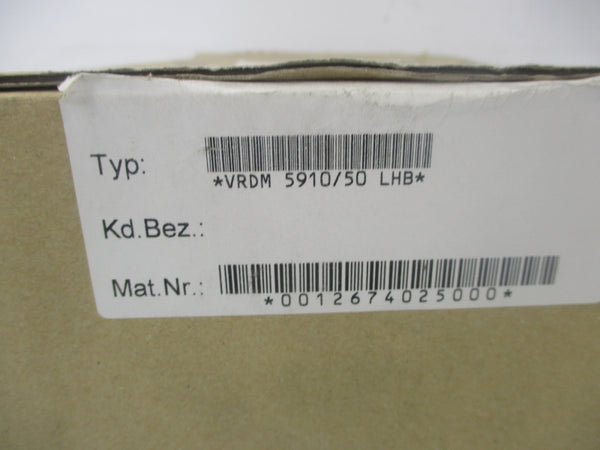 Typ: *VRDM 5910/50 LHB*
Kd.Bez.:
Mat.Nr.: *0012674025000*